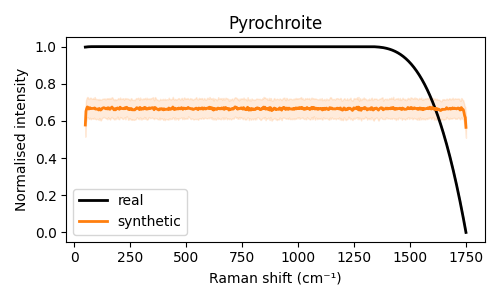 Pyrochroite
Normalised intensity
1.0
0.8
0.6
0.4
0.2
0.0
real
synthetic
0 250 500 750 1000 1250 1500 1750
Raman shift (cm⁻¹)